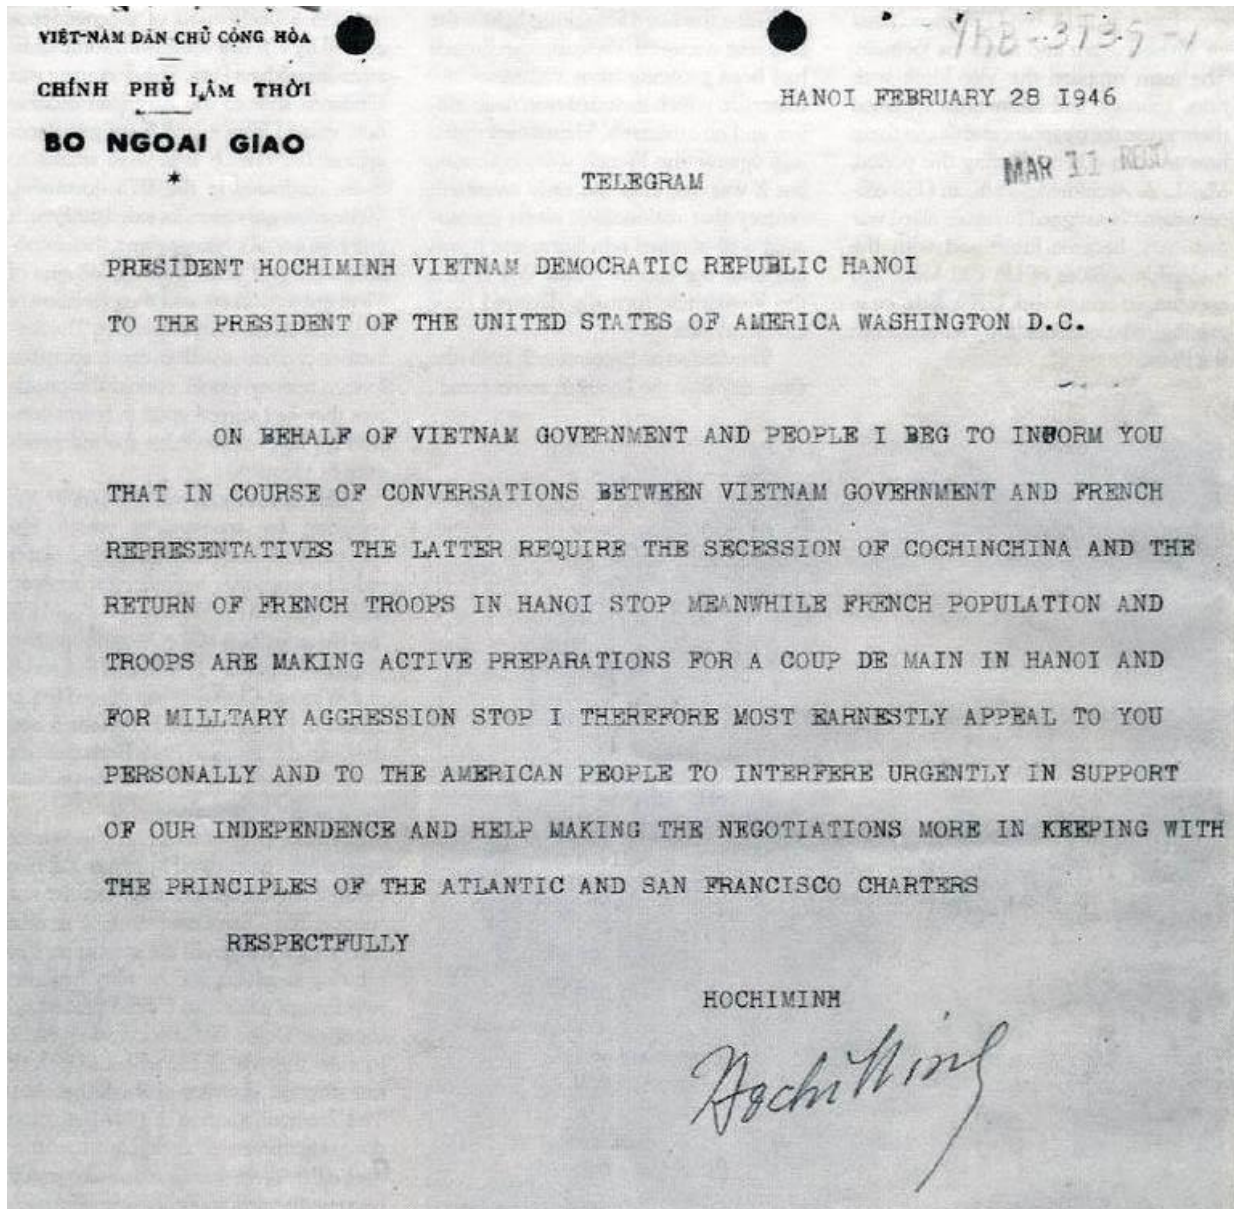 VIỆT-NAM DÂN CHỦ CỘNG HÒA
CHÍNH PHỦ LÂM THỜI
BO NGOAI GIAO
*
YKB-3735-1
HANOI FEBRUARY 28 1946
MAR 11 RECD
TELEGRAM
PRESIDENT HOCHIMINH VIETNAM DEMOCRATIC REPUBLIC HANOI
TO THE PRESIDENT OF THE UNITED STATES OF AMERICA WASHINGTON D.C.
ON BEHALF OF VIETNAM GOVERNMENT AND PEOPLE I BEG TO INFORM YOU
THAT IN COURSE OF CONVERSATIONS BETWEEN VIETNAM GOVERNMENT AND FRENCH
REPRESENTATIVES THE LATTER REQUIRE THE SECESSION OF COCHINCHINA AND THE
RETURN OF FRENCH TROOPS IN HANOI STOP MEANWHILE FRENCH POPULATION AND
TROOPS ARE MAKING ACTIVE PREPARATIONS FOR A COUP DE MAIN IN HANOI AND
FOR MILITARY AGGRESSION STOP I THEREFORE MOST EARNESTLY APPEAL TO YOU
PERSONALLY AND TO THE AMERICAN PEOPLE TO INTERFERE URGENTLY IN SUPPORT
OF OUR INDEPENDENCE AND HELP MAKING THE NEGOTIATIONS MORE IN KEEPING WITH
THE PRINCIPLES OF THE ATLANTIC AND SAN FRANCISCO CHARTERS
RESPECTFULLY
HOCHIMINH
Hochiminh